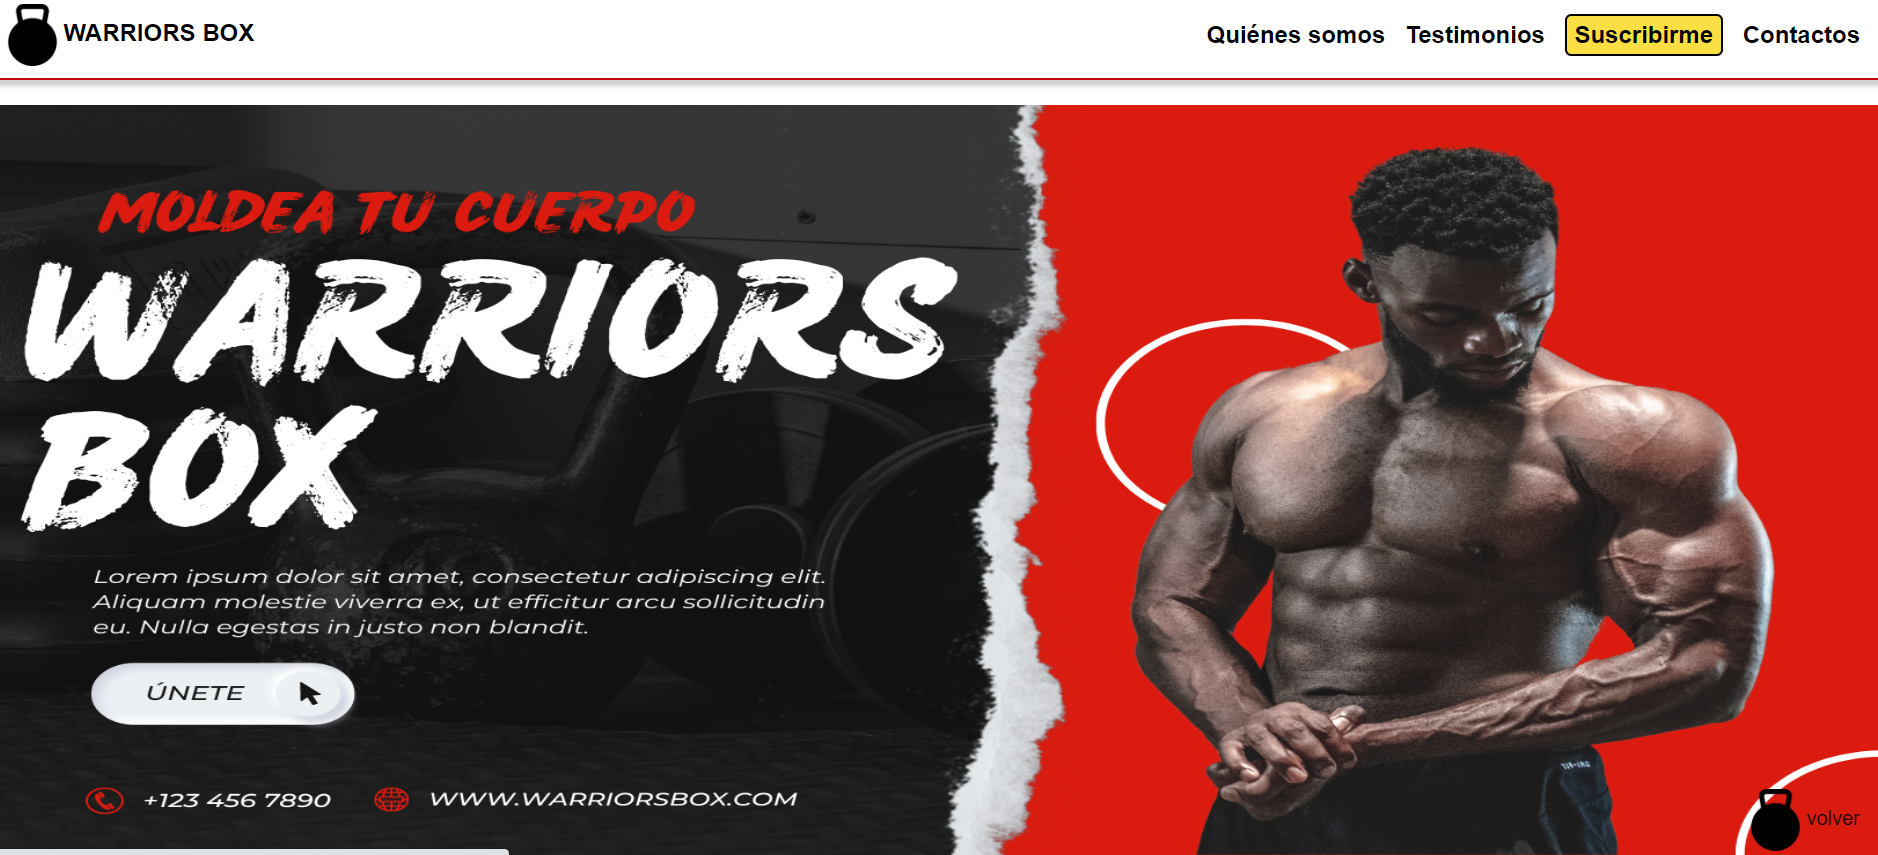 WARRIORS BOX
Quiénes somos
Testimonios
Suscribirme
Contactos
MOLDEA TU CUERPO
WARRIORS
BOX
Lorem ipsum dolor sit amet, consectetur adipiscing elit.
Aliquam molestie viverra ex, ut efficitur arcu sollicitudin
eu. Nulla egestas in justo non blandit.
ÚNETE
+123 456 7890
WWW.WARRIORSBOX.COM
DRI-FIT
volver